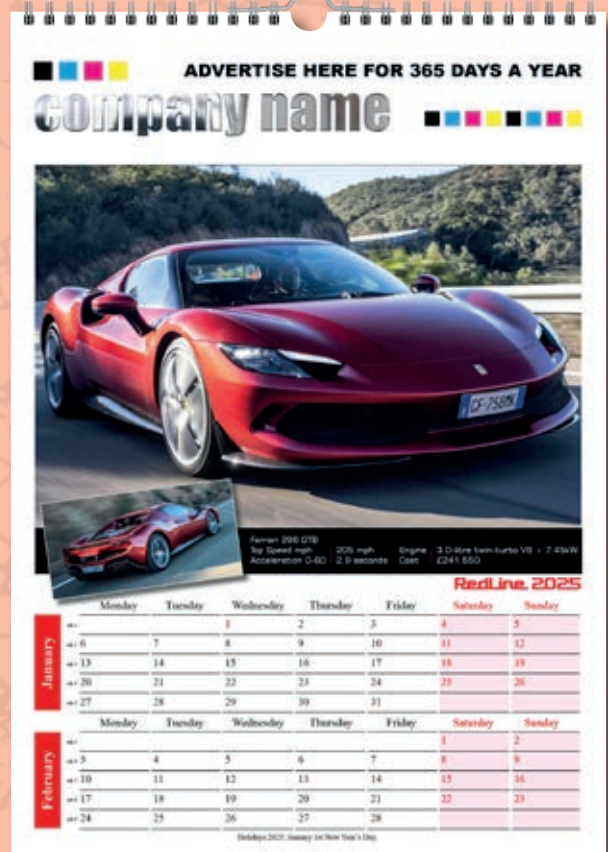 ADVERTISE HERE FOR 365 DAYS A YEAR
company name
Ferrari 296 GTB
Top Speed mph 205 mph Engine 3.0-litre twin-turbo V6 + 7.45kW
Acceleration 0-60 2.9 seconds Cost £241,550
RedLine 2025
January
Monday Tuesday Wednesday Thursday Friday Saturday Sunday
1 2 3 4 5
6 7 8 9 10 11 12
13 14 15 16 17 18 19
20 21 22 23 24 25 26
27 28 29 30 31
February
Monday Tuesday Wednesday Thursday Friday Saturday Sunday
1 2
3 4 5 6 7 8 9
10 11 12 13 14 15 16
17 18 19 20 21 22 23
24 25 26 27 28
Holidays 2025: January 1st New Year's Day